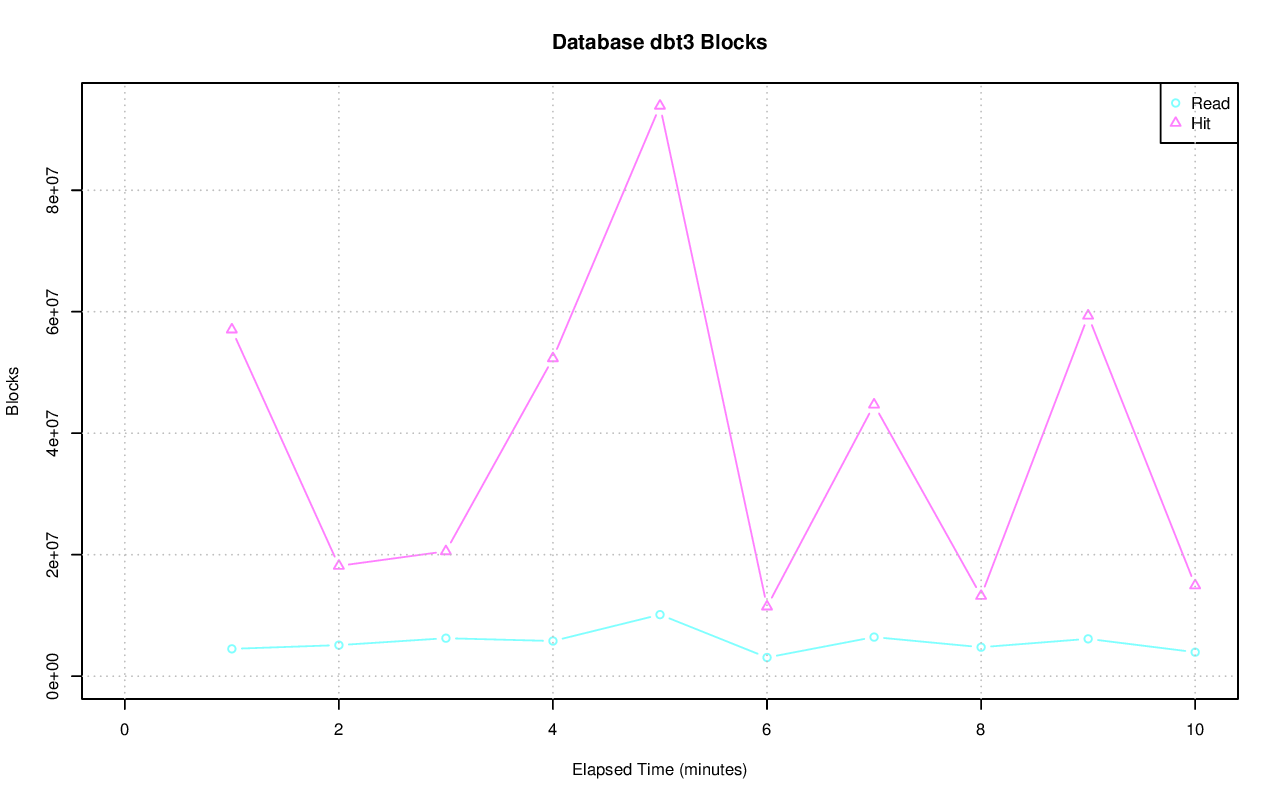 Database dbt3 Blocks
Read
Hit
Blocks
8e+07
6e+07
4e+07
2e+07
0e+00
0 2 4 6 8 10
Elapsed Time (minutes)